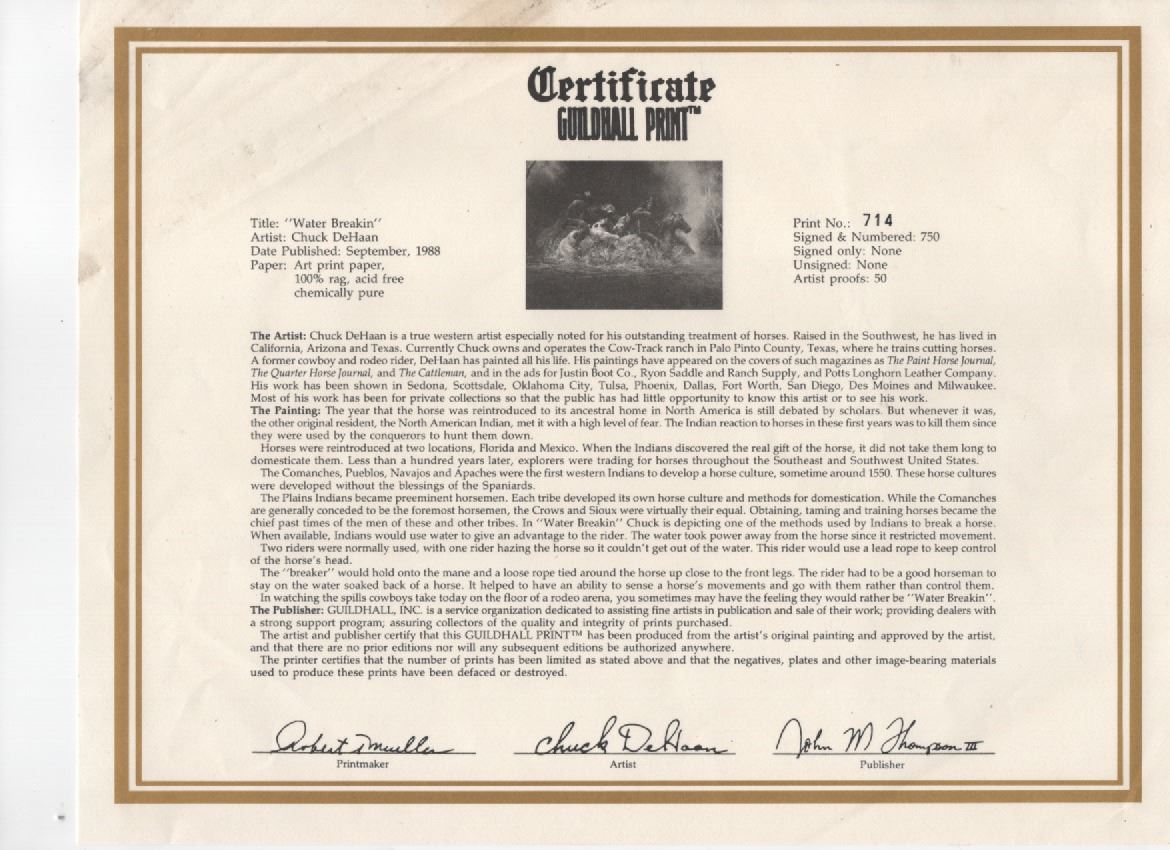 Certificate
GUILDHALL PRINT™
Title: "Water Breakin"
Artist: Chuck DeHaan
Date Published: September, 1988
Paper: Art print paper,
100% rag, acid free
chemically pure
Print No.: 714
Signed & Numbered: 750
Signed only: None
Unsigned: None
Artist proofs: 50
The Artist: Chuck DeHaan is a true western artist especially noted for his outstanding treatment of horses. Raised in the Southwest, he has lived in
California, Arizona and Texas. Currently Chuck owns and operates the Cow-Track ranch in Palo Pinto County, Texas, where he trains cutting horses.
A former cowboy and rodeo rider, DeHaan has painted all his life. His paintings have appeared on the covers of such magazines as The Paint Horse Journal,
The Quarter Horse Journal, and The Cattleman, and in the ads for Justin Boot Co., Ryon Saddle and Ranch Supply, and Potts Longhorn Leather Company.
His work has been shown in Sedona, Scottsdale, Oklahoma City, Tulsa, Phoenix, Dallas, Fort Worth, San Diego, Des Moines and Milwaukee.
Most of his work has been for private collections so that the public has had little opportunity to know this artist or to see his work.
The Painting: The year that the horse was reintroduced to its ancestral home in North America is still debated by scholars. But whenever it was,
the other original resident, the North American Indian, met it with a high level of fear. The Indian reaction to horses in these first years was to kill them since
they were used by the conquerors to hunt them down.
Horses were reintroduced at two locations, Florida and Mexico. When the Indians discovered the real gift of the horse, it did not take them long to
domesticate them. Less than a hundred years later, explorers were trading for horses throughout the Southeast and Southwest United States.
The Comanches, Pueblos, Navajos and Apaches were the first western Indians to develop a horse culture, sometime around 1550. These horse cultures
were developed without the blessings of the Spaniards.
The Plains Indians became preeminent horsemen. Each tribe developed its own horse culture and methods for domestication. While the Comanches
are generally conceded to be the foremost horsemen, the Crows and Sioux were virtually their equal. Obtaining, taming and training horses became the
chief past times of the men of these and other tribes. In "Water Breakin" Chuck is depicting one of the methods used by Indians to break a horse.
When available, Indians would use water to give an advantage to the rider. The water took power away from the horse since it restricted movement.
Two riders were normally used, with one rider hazing the horse so it couldn't get out of the water. This rider would use a lead rope to keep control
of the horse's head.
The "breaker" would hold onto the mane and a loose rope tied around the horse up close to the front legs. The rider had to be a good horseman to
stay on the water soaked back of a horse. It helped to have an ability to sense a horse's movements and go with them rather than control them.
In watching the spills cowboys take today on the floor of a rodeo arena, you sometimes may have the feeling they would rather be "Water Breakin".
The Publisher: GUILDHALL, INC. is a service organization dedicated to assisting fine artists in publication and sale of their work; providing dealers with
a strong support program; assuring collectors of the quality and integrity of prints purchased.
The artist and publisher certify that this GUILDHALL PRINT™ has been produced from the artist's original painting and approved by the artist,
and that there are no prior editions nor will any subsequent editions be authorized anywhere.
The printer certifies that the number of prints has been limited as stated above and that the negatives, plates and other image-bearing materials
used to produce these prints have been defaced or destroyed.
Robert T Mueller
Chuck DeHaan
John M Thompson III
Printmaker
Artist
Publisher